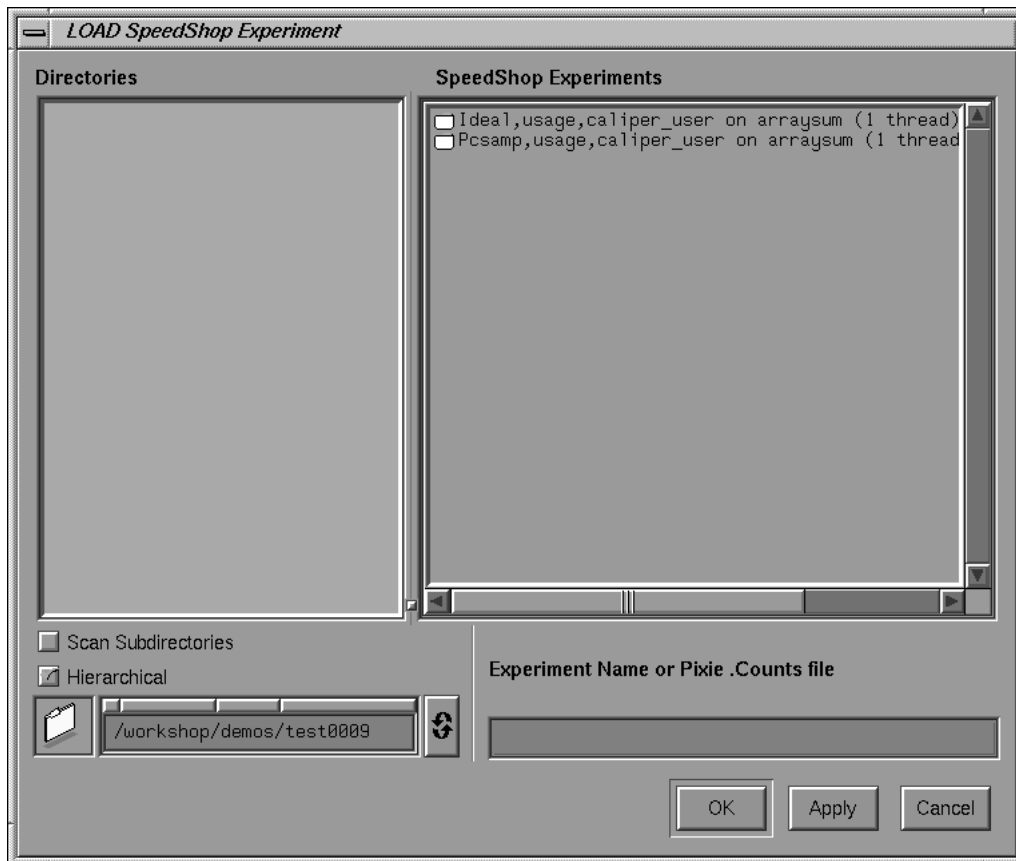 LOAD SpeedShop Experiment
Directories
SpeedShop Experiments
Ideal,usage,caliper_user on arraysum (1 thread)
Pcsamp,usage,caliper_user on arraysum (1 thread
Scan Subdirectories
Hierarchical
/workshop/demos/test0009
Experiment Name or Pixie .Counts file
OK
Apply
Cancel